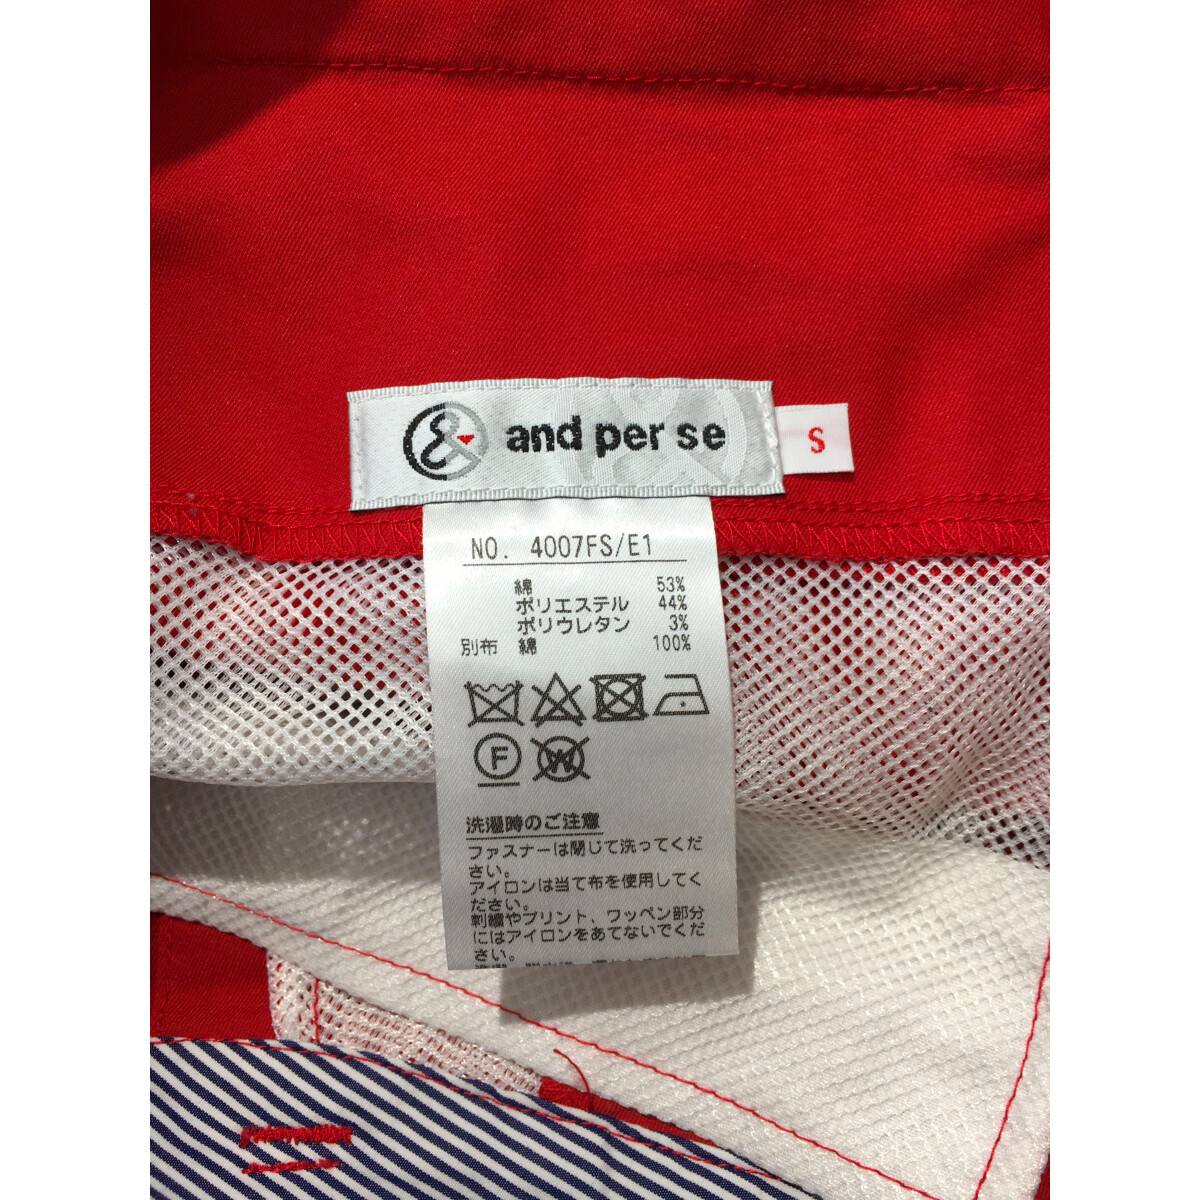 and per se
S
NO. 4007FS/E1
綿 53%
ポリエステル 44%
ポリウレタン 3%
別布 綿 100%
F
W
洗濯時のご注意
ファスナーは閉じて洗ってくだ
さい。
アイロンは当て布を使用してく
ださい。
刺繍やプリント、ワッペン部分
にはアイロンをあてないでくだ
さい。